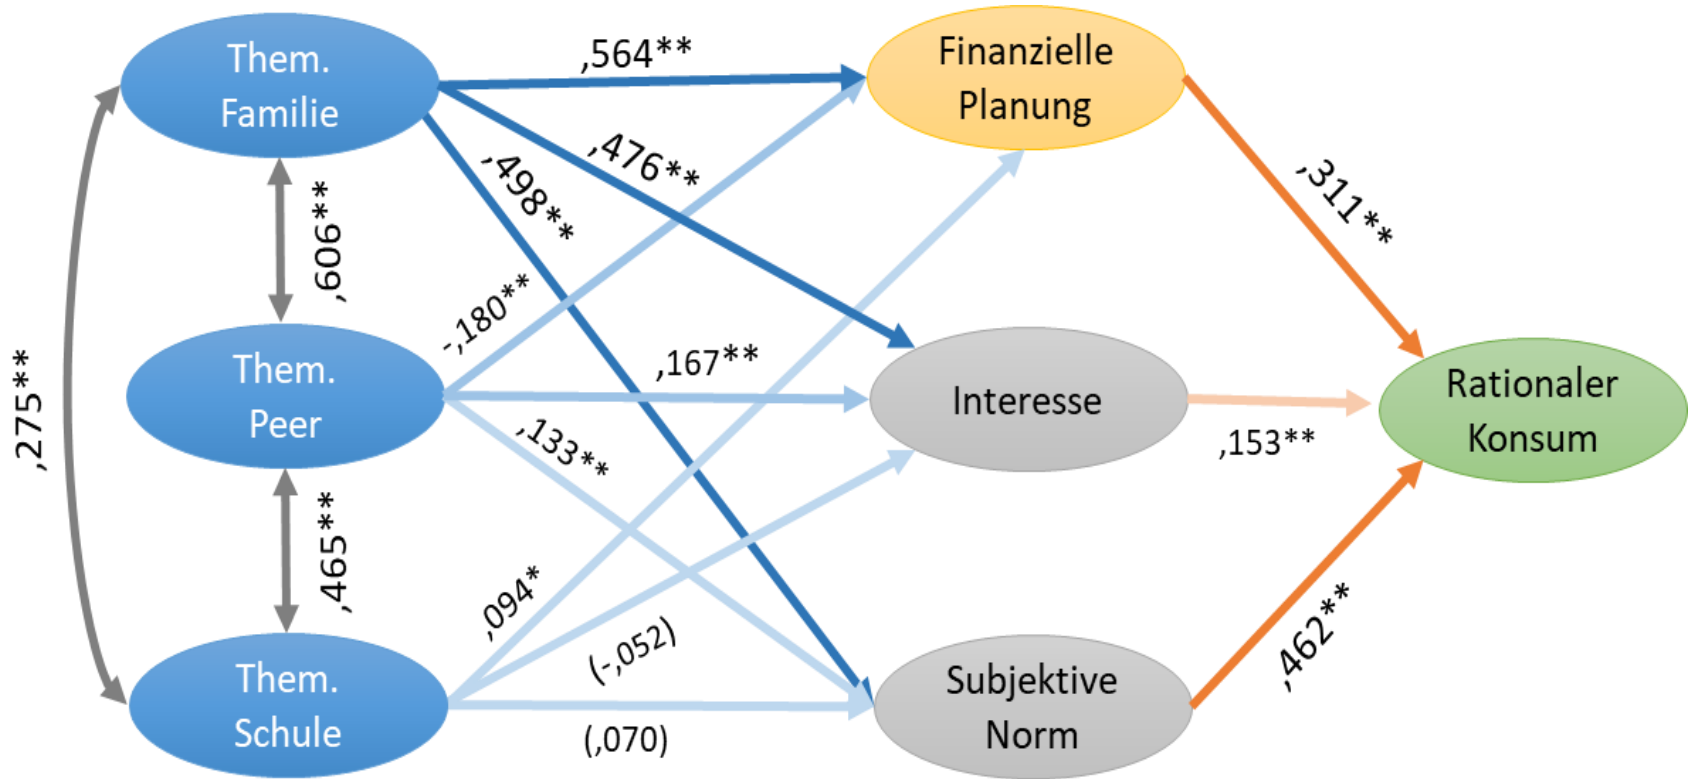 Them.
Familie
,564**
Finanzielle
Planung
,476**
,498**
,311**
,606**
-,180**
,275**
Them.
Peer
,167**
Interesse
,153**
Rationaler
Konsum
,133**
,465**
,094*
(-,052)
,462**
Them.
Schule
(,070)
Subjektive
Norm